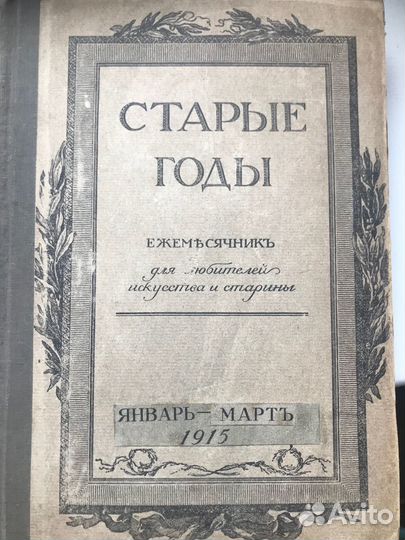 СТАРЫЕ
ГОДЫ
ЕЖЕМѢСЯЧНИКЪ
для любителей
искусства и старины
ЯНВАРЬ — МАРТЪ
1915
Avito